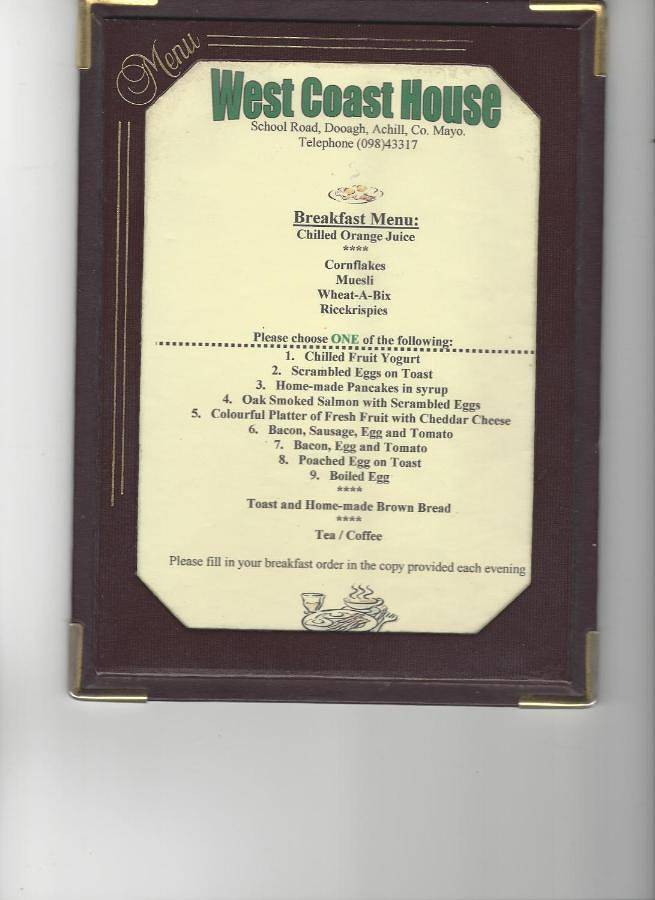 Menu
West Coast House
School Road, Dooagh, Achill, Co. Mayo.
Telephone (098)43317
Breakfast Menu:
Chilled Orange Juice
****
Cornflakes
Muesli
Wheat-A-Bix
Ricekrispies
Please choose ONE of the following:
1. Chilled Fruit Yogurt
2. Scrambled Eggs on Toast
3. Home-made Pancakes in syrup
4. Oak Smoked Salmon with Scrambled Eggs
5. Colourful Platter of Fresh Fruit with Cheddar Cheese
6. Bacon, Sausage, Egg and Tomato
7. Bacon, Egg and Tomato
8. Poached Egg on Toast
9. Boiled Egg
****
Toast and Home-made Brown Bread
****
Tea / Coffee
Please fill in your breakfast order in the copy provided each evening